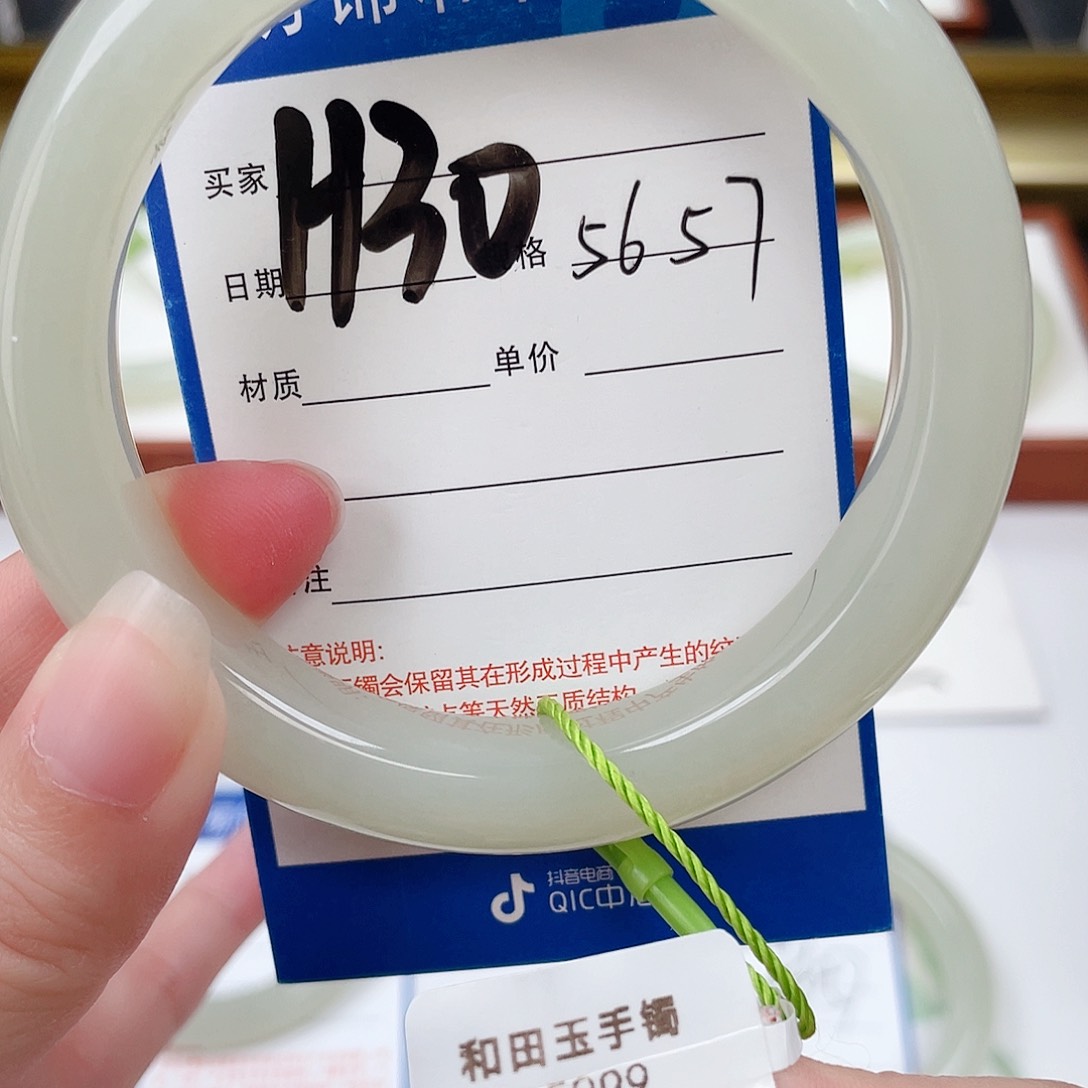 买家 H30
日期 格 5657
材质 单价
注
意说明:
镯会保留其在形成过程中产生的纹
等天然 质结构
抖音电商
QIC中
和田玉手镯